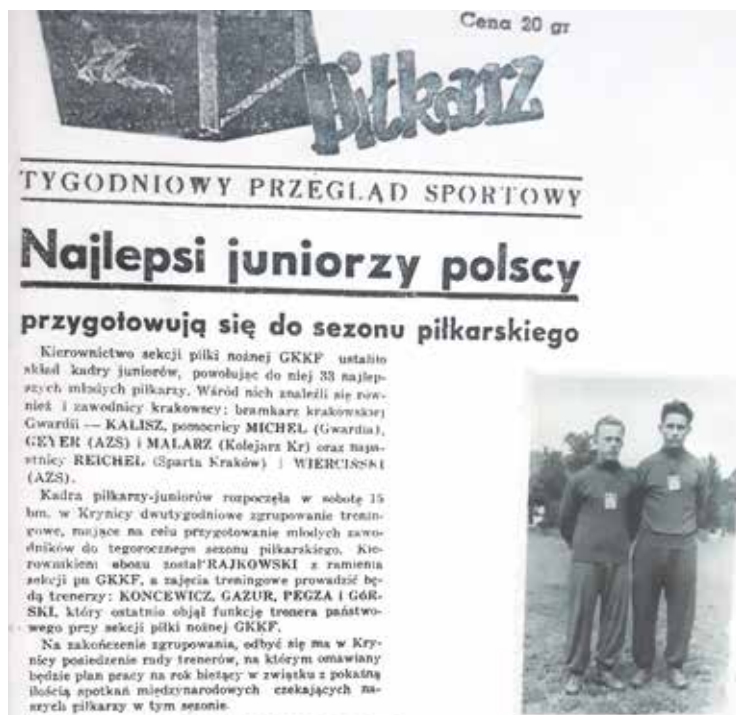 Cena 20 gr
piłkarz
TYGODNIOWY PRZEGLĄD SPORTOWY
Najlepsi juniorzy polscy
przygotowują się do sezonu piłkarskiego
Kierownictwo sekcji piłki nożnej GKKF ustaliło
skład kadry juniorów, powołując do niej 33 najlep-
szych młodych piłkarzy. Wśród nich znaleźli się rów-
nież i zawodnicy krakowscy: bramkarz krakowskiej
Gwardii — KALISZ, pomocnicy MICHEL (Gwardia),
GEYER (AZS) i MALARZ (Kolejarz Kr) oraz napa-
stnicy REICHEL (Sparta Kraków) i WIERCIŃSKI
(AZS).
Kadra piłkarzy-juniorów rozpoczęła w sobotę 15
bm. w Krynicy dwutygodniowe zgrupowanie trenin-
gowe, mające na celu przygotowanie młodych zawo-
dników do tegorocznego sezonu piłkarskiego. Kie-
rownikiem obozu został RAJKOWSKI z ramienia
sekcji pn GKKF, a zajęcia treningowe prowadzić bę-
dą trenerzy: KONCEWICZ, GAZUR, PEGZA i GÓR-
SKI, który ostatnio objął funkcję trenera państwo-
wego przy sekcji piłki nożnej GKKF.
Na zakończenie zgrupowania, odbyć się ma w Kry-
nicy posiedzenie rady trenerów, na którym omawiany
będzie plan pracy na rok bieżący w związku z pokaźną
ilością spotkań międzynarodowych czekających na-
szych piłkarzy w tym sezonie.